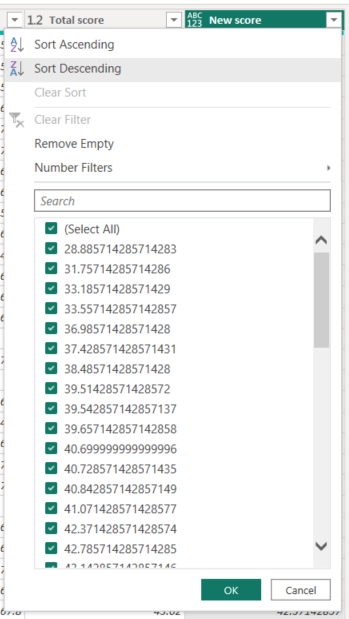 1.2 Total score
ABC
123 New score
Sort Ascending
Sort Descending
Clear Sort
Clear Filter
Remove Empty
Number Filters
Search
(Select All)
28.885714285714283
31.75714285714286
33.18571428571429
33.557142857142857
36.98571428571428
37.428571428571431
38.48571428571428
39.51428571428572
39.542857142857137
39.657142857142858
40.699999999999996
40.728571428571435
40.842857142857149
41.071428571428577
42.371428571428574
42.785714285714285
OK
Cancel